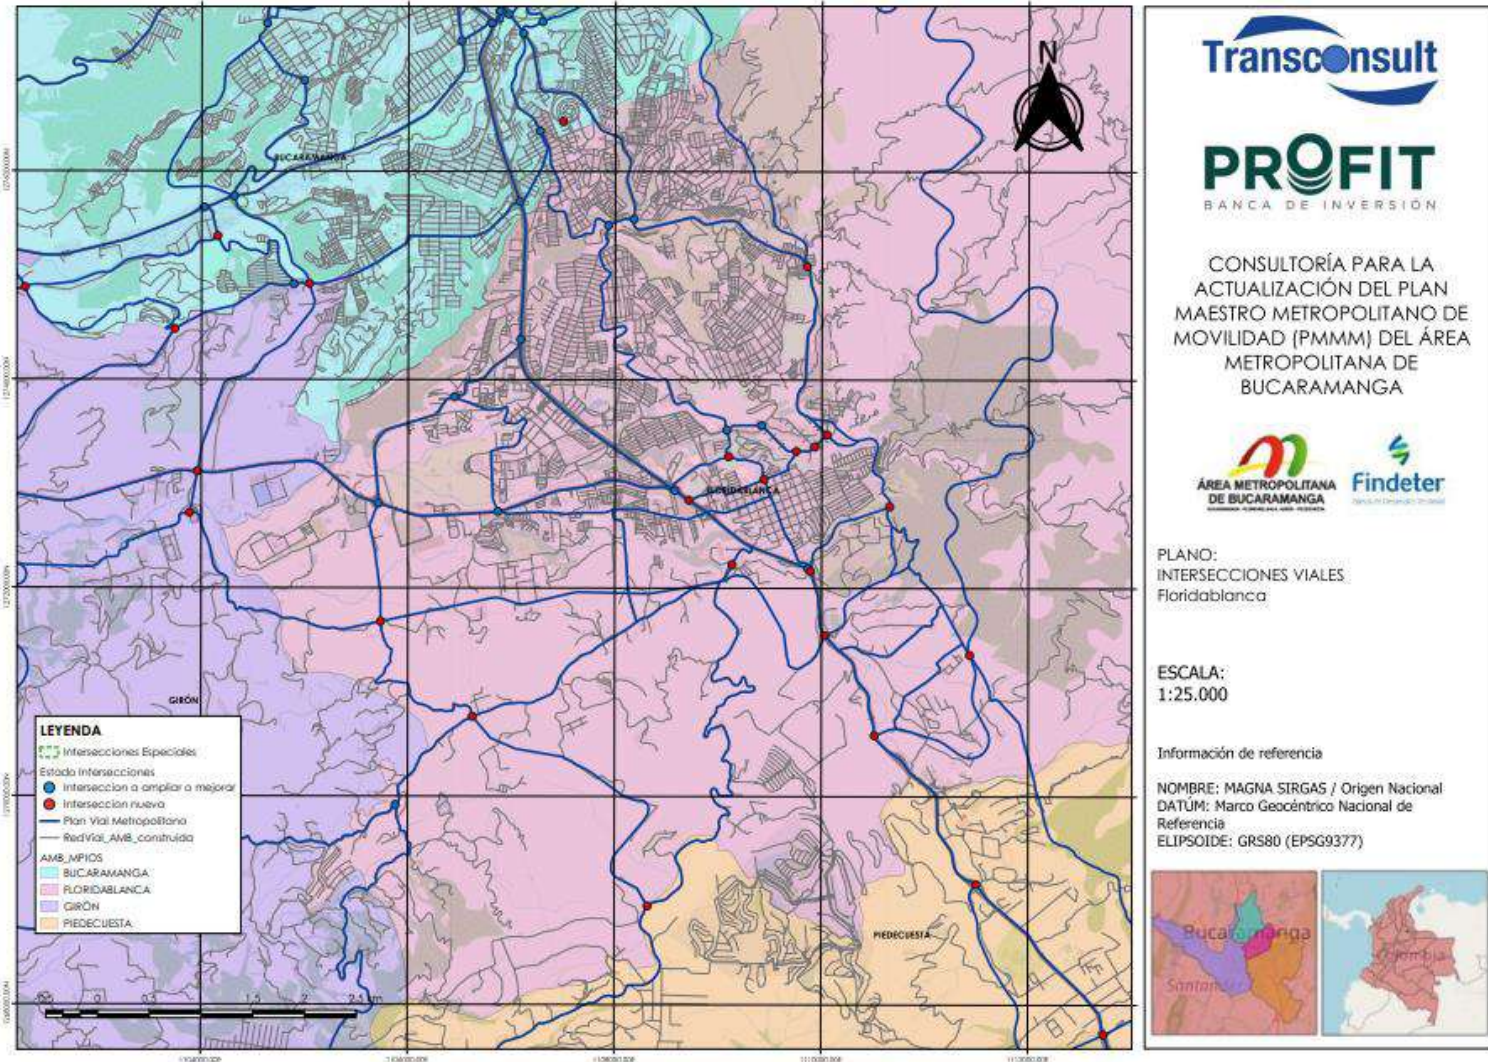 N
BUCARAMANGA
FLORIDABLANCA
GIRÓN
PIEDECUESTA
LEYENDA
Intersecciones Especiales
Estado Intersecciones
Interseccion a ampliar o mejorar
Interseccion nueva
Plan Vial Metropolitano
RedVial_AMB_construida
AMB_MPIOS
BUCARAMANGA
FLORIDABLANCA
GIRÓN
PIEDECUESTA
Transconsult
PROFIT
BANCA DE INVERSIÓN
CONSULTORÍA PARA LA
ACTUALIZACIÓN DEL PLAN
MAESTRO METROPOLITANO DE
MOVILIDAD (PMMM) DEL ÁREA
METROPOLITANA DE
BUCARAMANGA
ÁREA METROPOLITANA
DE BUCARAMANGA
Findeter
PLANO:
INTERSECCIONES VIALES
Floridablanca
ESCALA:
1:25.000
Información de referencia
NOMBRE: MAGNA SIRGAS / Origen Nacional
DATÚM: Marco Geocéntrico Nacional de
Referencia
ELIPSOIDE: GRS80 (EPSG9377)
Bucaramanga
Santander